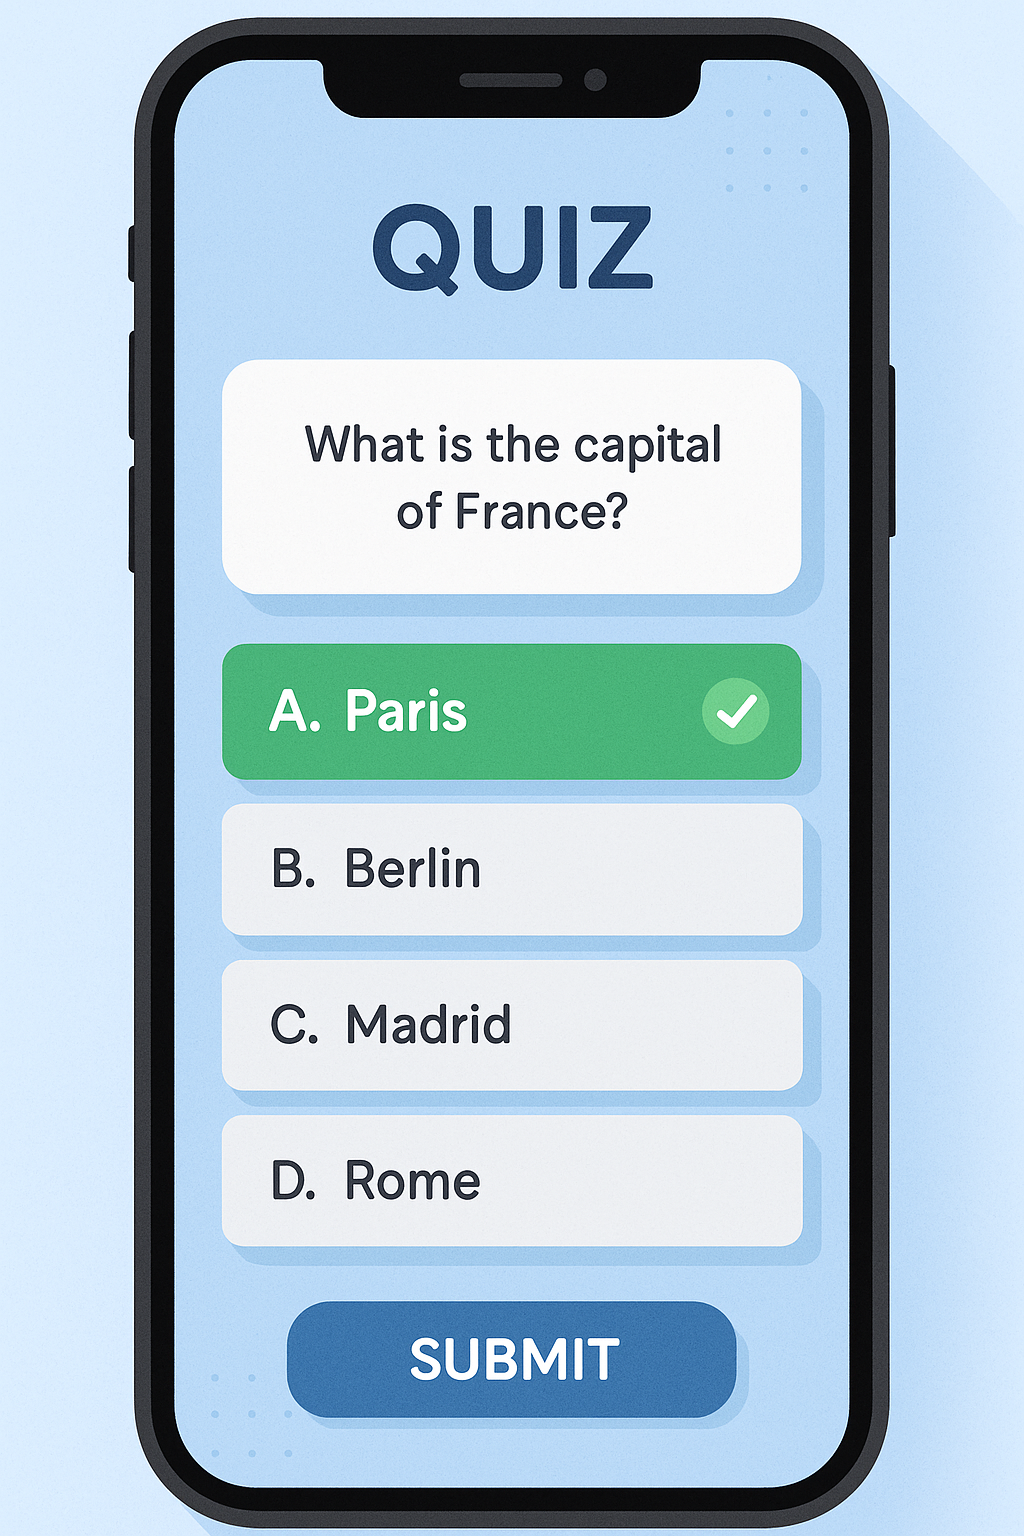 QUIZ
What is the capital
of France?
A. Paris
B. Berlin
C. Madrid
D. Rome
SUBMIT